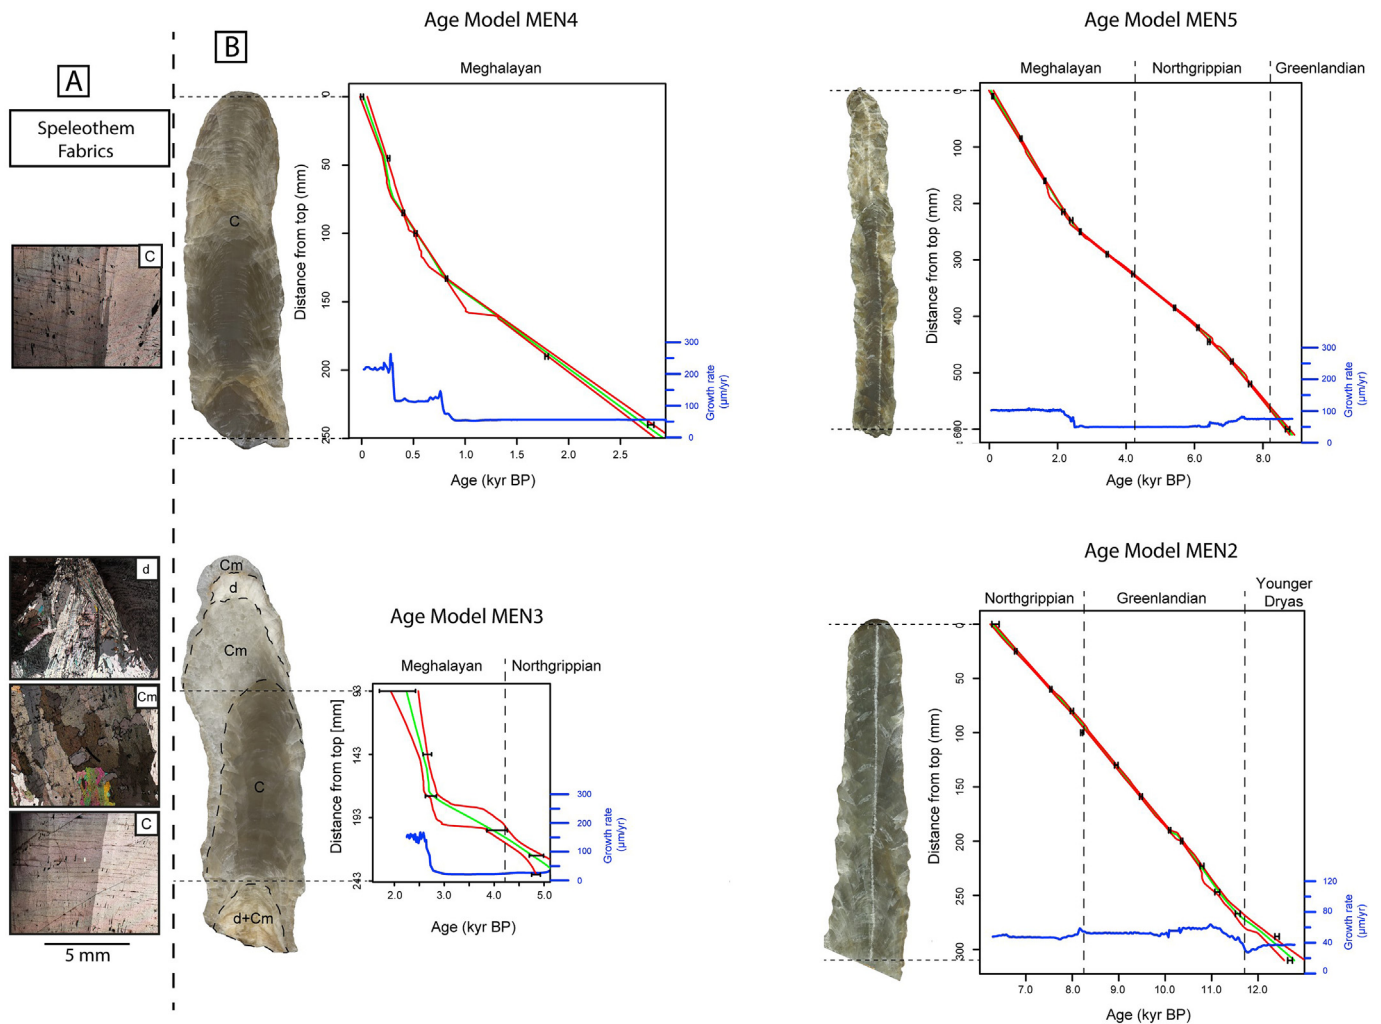 A
Speleothem
Fabrics
C
d
Cm
C
5 mm
B
C
Age Model MEN4
Meghalayan
Distance from top (mm)
0
50
100
150
200
250
300
200
100
0
Growth rate
(µm/yr)
0
0.5
1.0
1.5
2.0
2.5
Age (kyr BP)
Age Model MEN5
Meghalayan
Northgrippian
Greenlandian
Distance from top (mm)
0
100
200
300
400
500
600
300
200
100
0
Growth rate
(µm/yr)
0
2.0
4.0
6.0
8.0
Age (kyr BP)
Cm
d
Cm
C
d+Cm
Age Model MEN3
Meghalayan
Northgrippian
Distance from top [mm]
93
143
193
243
300
200
100
0
Growth rate
(µm/yr)
2.0
3.0
4.0
5.0
Age (kyr BP)
Age Model MEN2
Northgrippian
Greenlandian
Younger
Dryas
Distance from top (mm)
0
50
100
150
200
250
300
120
80
40
0
Growth rate
(µm/yr)
7.0
8.0
9.0
10.0
11.0
12.0
Age (kyr BP)